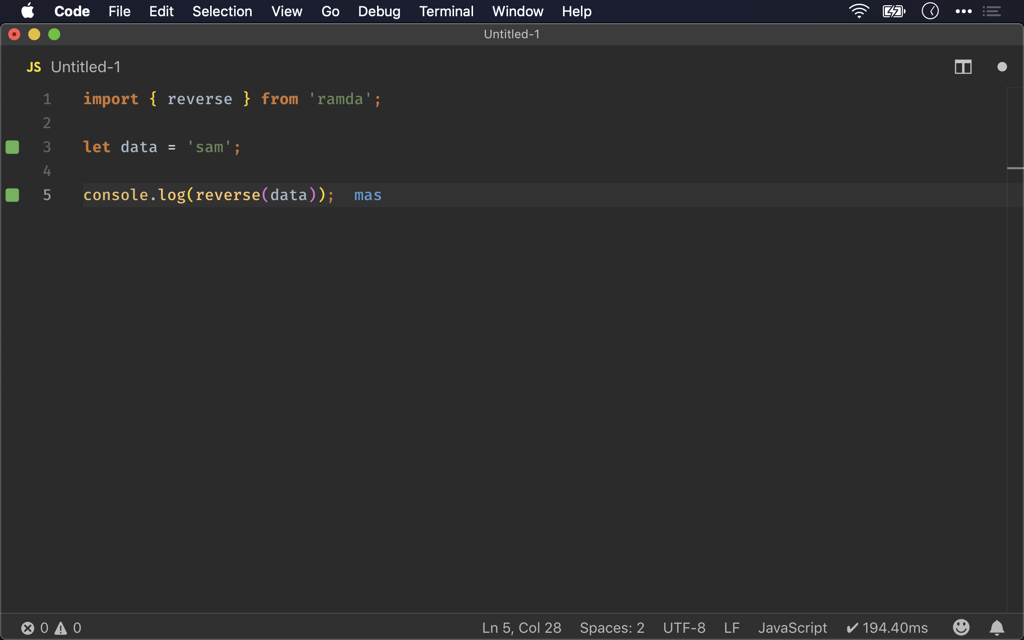 Code File Edit Selection View Go Debug Terminal Window Help
Untitled-1
JS Untitled-1
1 import { reverse } from 'ramda';
2
3 let data = 'sam';
4
5 console.log(reverse(data)); mas
0 0 Ln 5, Col 28 Spaces: 2 UTF-8 LF JavaScript ✔ 194.40ms